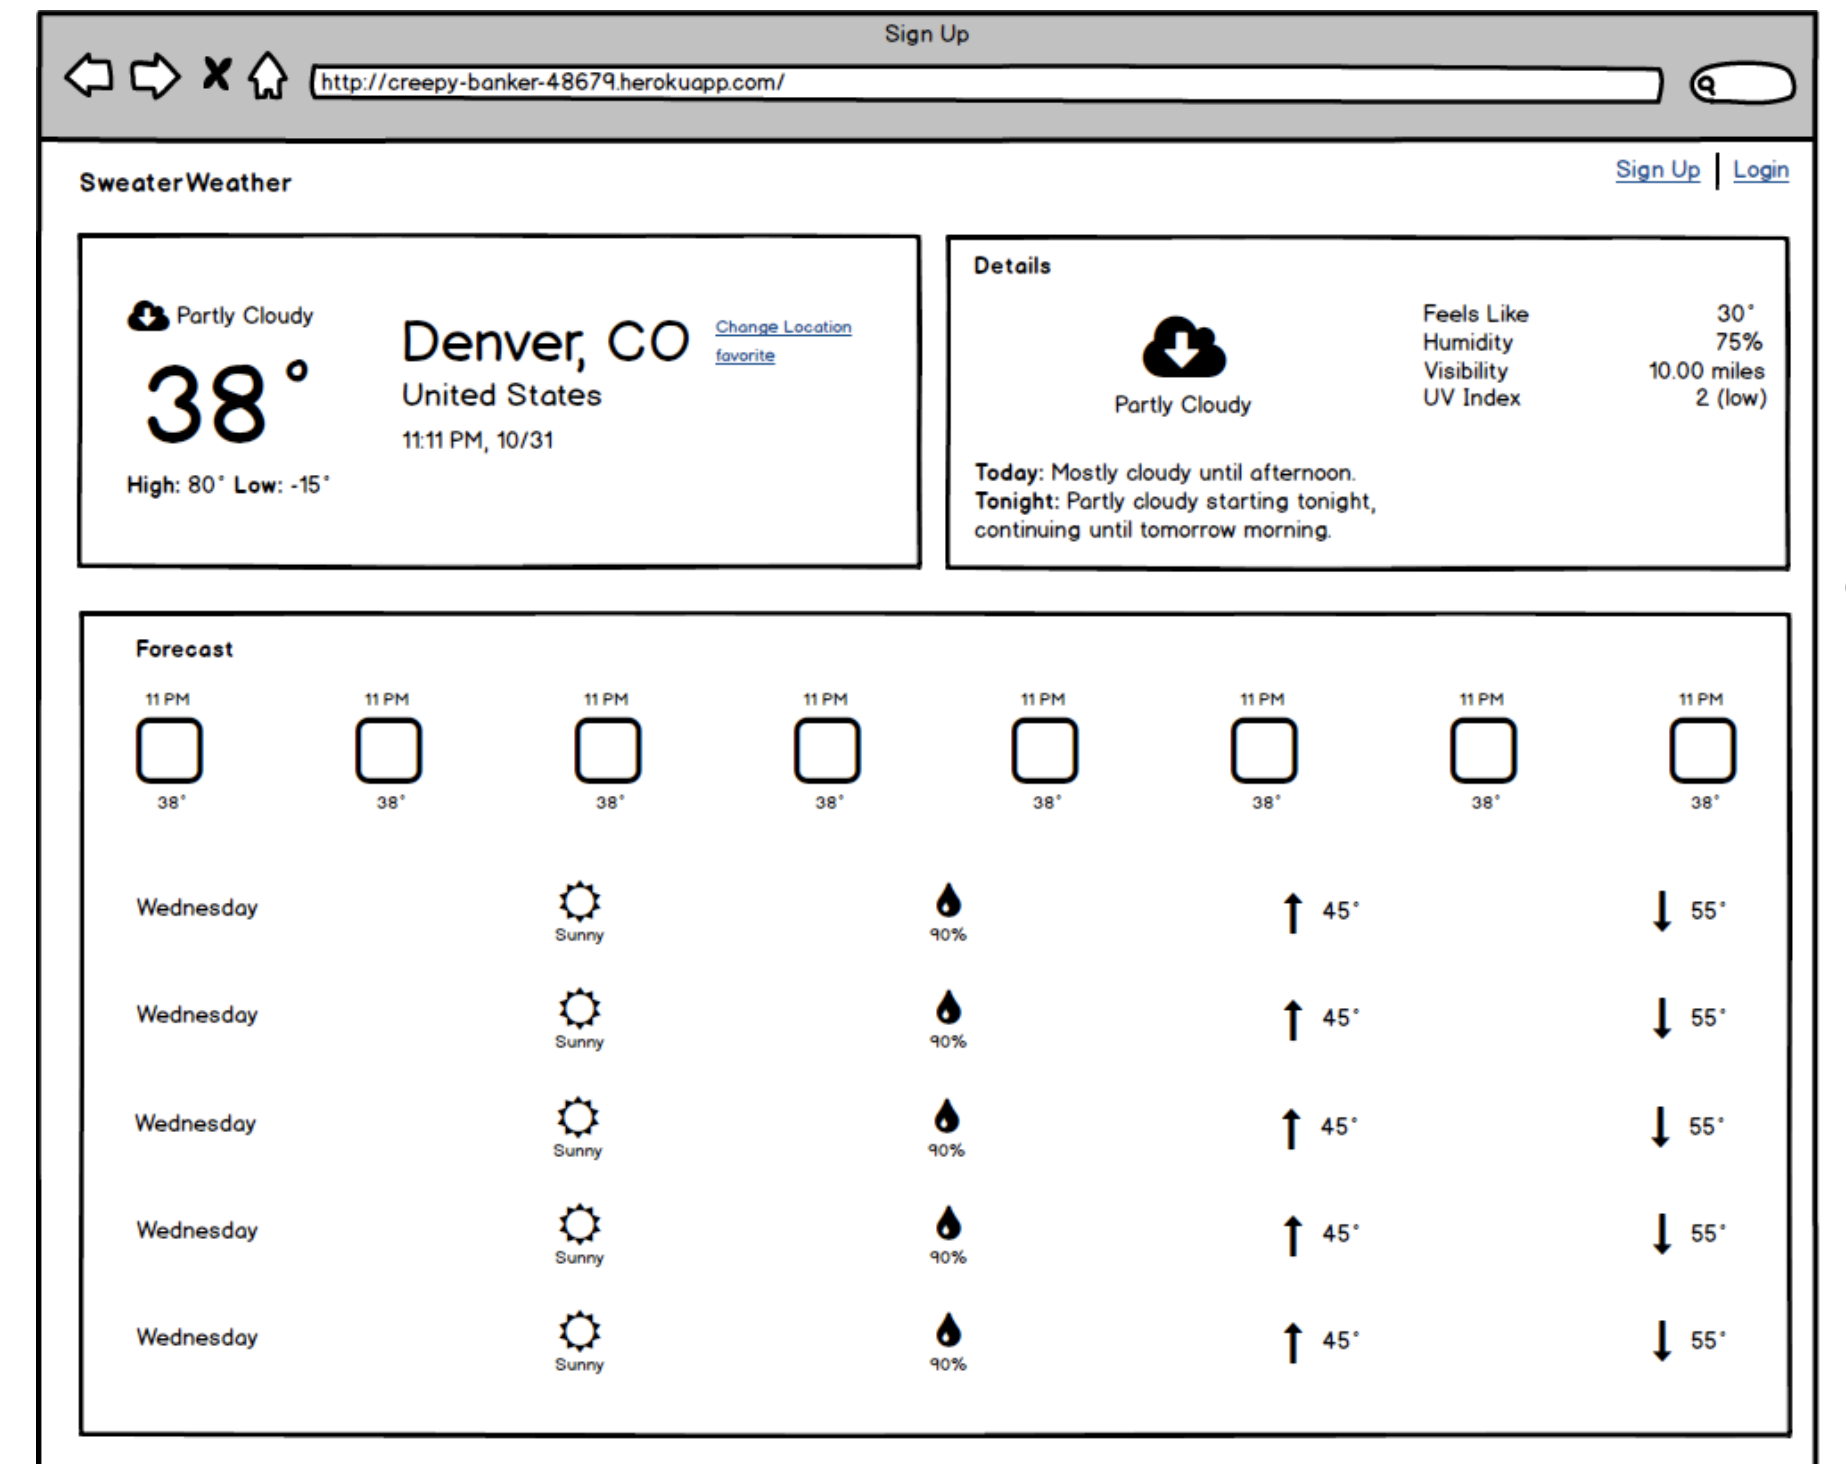 Sign Up
http://creepy-banker-48679.herokuapp.com/
SweaterWeather
Sign Up Login
Partly Cloudy
38°
High: 80° Low: -15°
Denver, CO
Change Location
favorite
United States
11:11 PM, 10/31
Details
Partly Cloudy
Feels Like 30°
Humidity 75%
Visibility 10.00 miles
UV Index 2 (low)
Today: Mostly cloudy until afternoon.
Tonight: Partly cloudy starting tonight,
continuing until tomorrow morning.
Forecast
11 PM 11 PM 11 PM 11 PM 11 PM 11 PM 11 PM 11 PM
38° 38° 38° 38° 38° 38° 38° 38°
Wednesday Sunny 90% 45° 55°
Wednesday Sunny 90% 45° 55°
Wednesday Sunny 90% 45° 55°
Wednesday Sunny 90% 45° 55°
Wednesday Sunny 90% 45° 55°